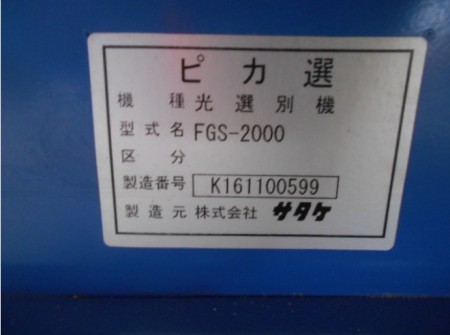 ピカ選
機種 光選別機
型式名 FGS-2000
区分
製造番号 K161100599
製造元 株式会社 サタケ